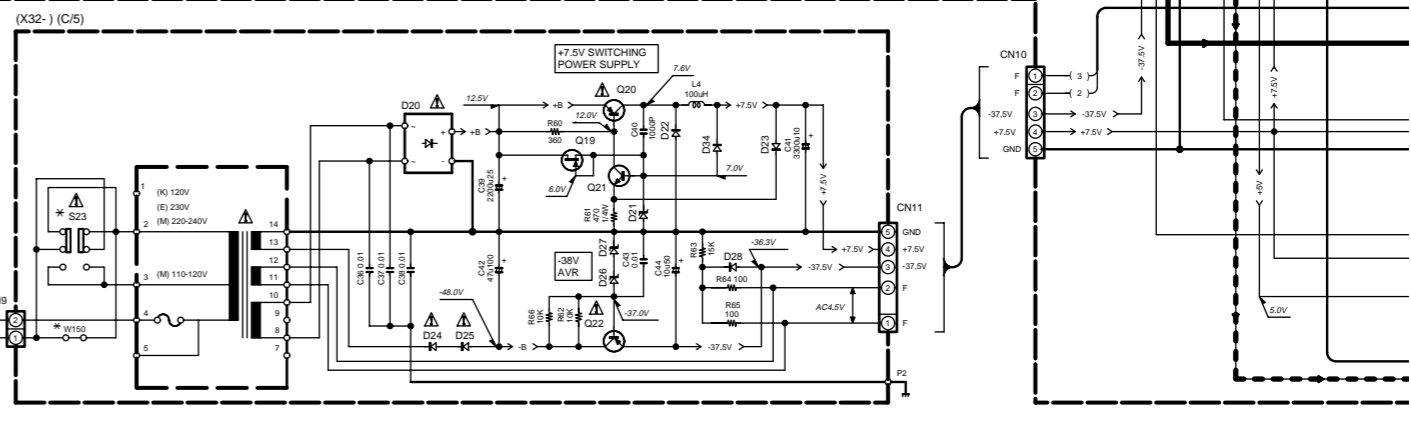 (X32- ) (C/5)
+7.5V SWITCHING
POWER SUPPLY
7.6V
Q20
L4
100uH
12.5V
+B
+7.5V
D20
12.0V
R60
360
C40
1000P
D22
D34
D23
C41
3300u10
~
~
+
-
+B
Q19
Q21
7.0V
6.0V
C39
2200u25
+
+
R61
470
1/4W
D21
+7.5V
1
(K) 120V
(E) 230V
(M) 220-240V
* S23
2
14
13
12
11
10
9
8
7
3
(M) 110-120V
4
5
* W150
2
1
C36 0.01
C37 0.01
C38 0.01
C42
47u100
+
-38V
AVR
D27
D26
C43
0.01
C44
10u50
+
R63
15K
-36.3V
D28
+7.5V
-37.5V
R64 100
R65
100
AC4.5V
-48.0V
D24
D25
R66
10K
R62
10K
Q22
-37.0V
-B
-37.5V
CN11
5
GND
4
+7.5V
3
-37,5V
2
F
1
F
P2
CN10
F
1
( 3 )
F
2
( 2 )
-37,5V
3
-37.5V
+7.5V
4
+7.5V
GND
5
-37.5V
+7.5V
+5V
5.0V